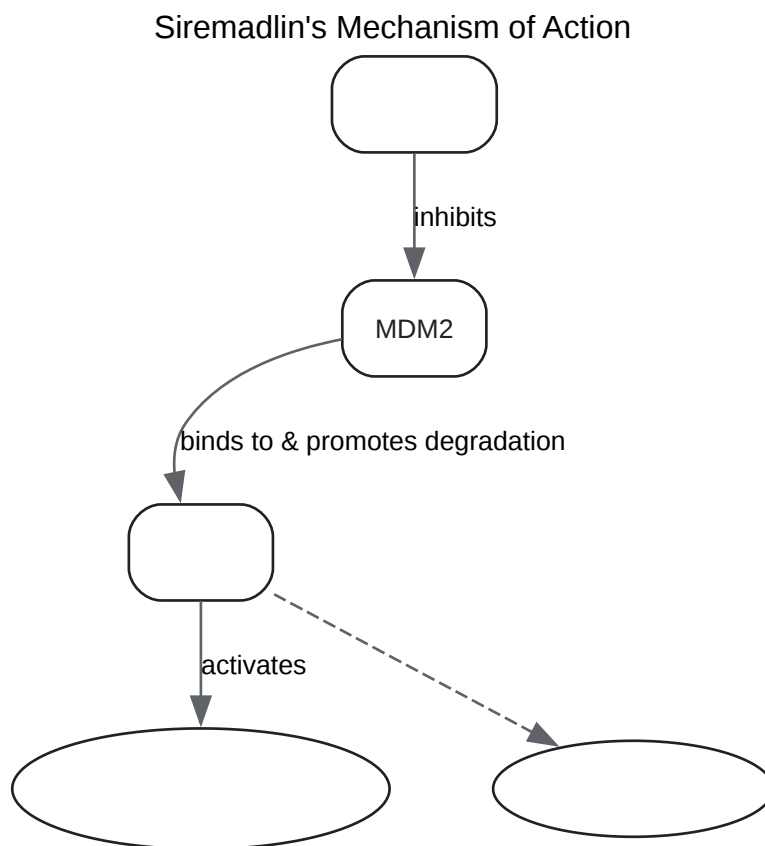 Siremadlin's Mechanism of Action
inhibits
MDM2
binds to & promotes degradation
activates